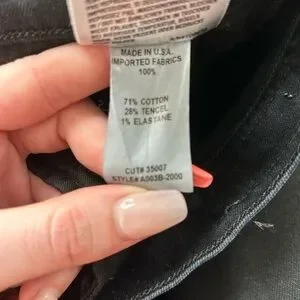 MADE IN U.S.A.
IMPORTED FABRICS
100%
71% COTTON
28% TENCEL
1% ELASTANE
CUT# 35007
STYLE# A003B-2000